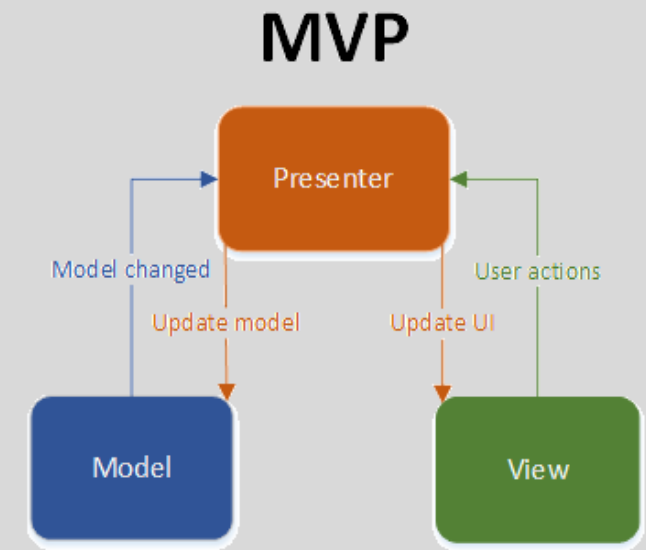 MVP
Presenter
Model changed
User actions
Update model
Update UI
Model
View